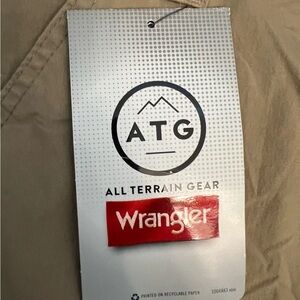 ATG
ALL TERRAIN GEAR
Wrangler
PRINTED ON RECYCLABLE PAPER